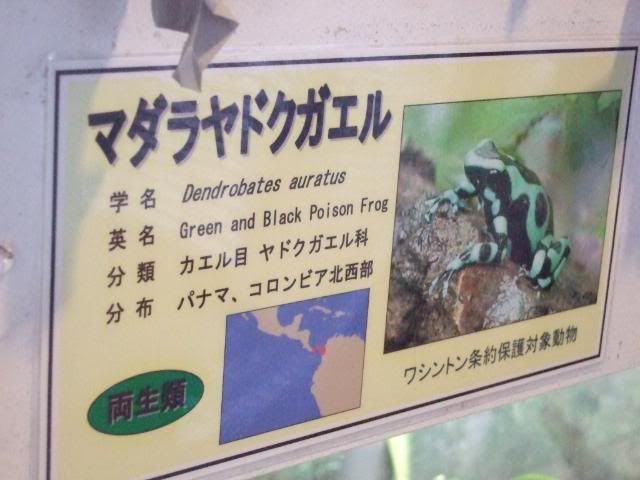 マダラヤドクガエル
学名 Dendrobates auratus
英名 Green and Black Poison Frog
分類 カエル目 ヤドクガエル科
分布 パナマ、コロンビア北西部
両生類
ワシントン条約保護対象動物